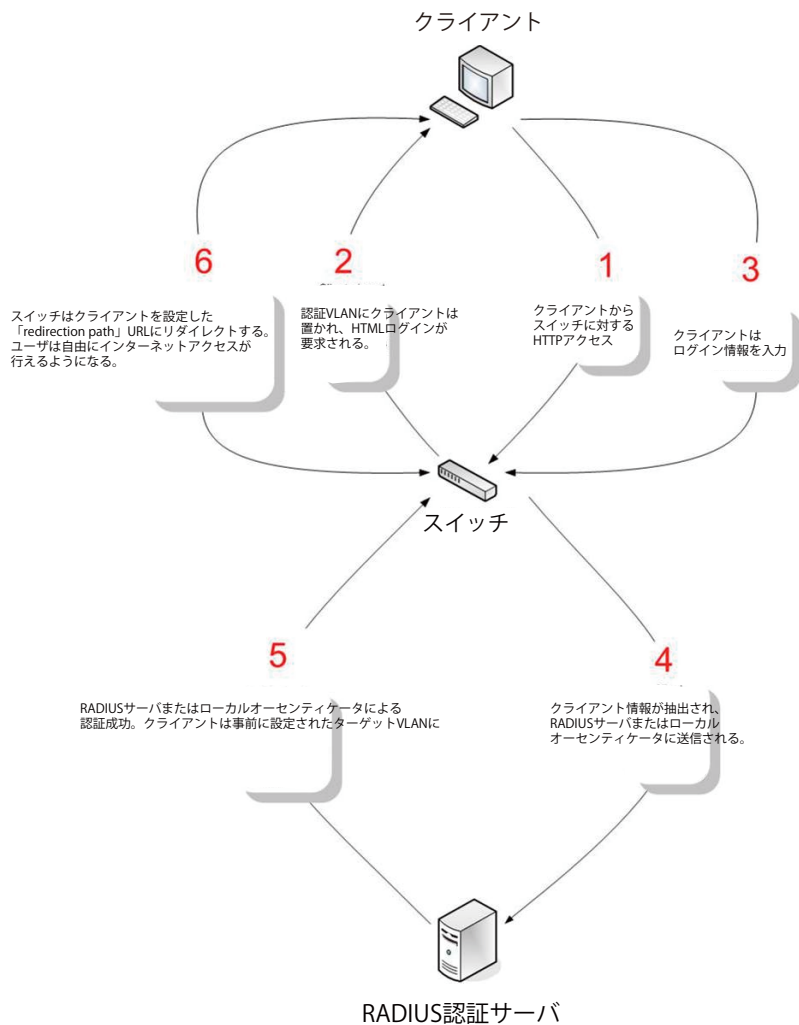 クライアント
6
2
1
3
スイッチはクライアントを設定した
「redirection path」URLにリダイレクトする。
ユーザは自由にインターネットアクセスが
行えるようになる。
認証VLANにクライアントは
置かれ、HTMLログインが
要求される。
クライアントから
スイッチに対する
HTTPアクセス
クライアントは
ログイン情報を入力
スイッチ
5
4
RADIUSサーバまたはローカルオーセンティケータによる
認証成功。クライアントは事前に設定されたターゲットVLANに
クライアント情報が抽出され、
RADIUSサーバまたはローカル
オーセンティケータに送信される。
RADIUS認証サーバ